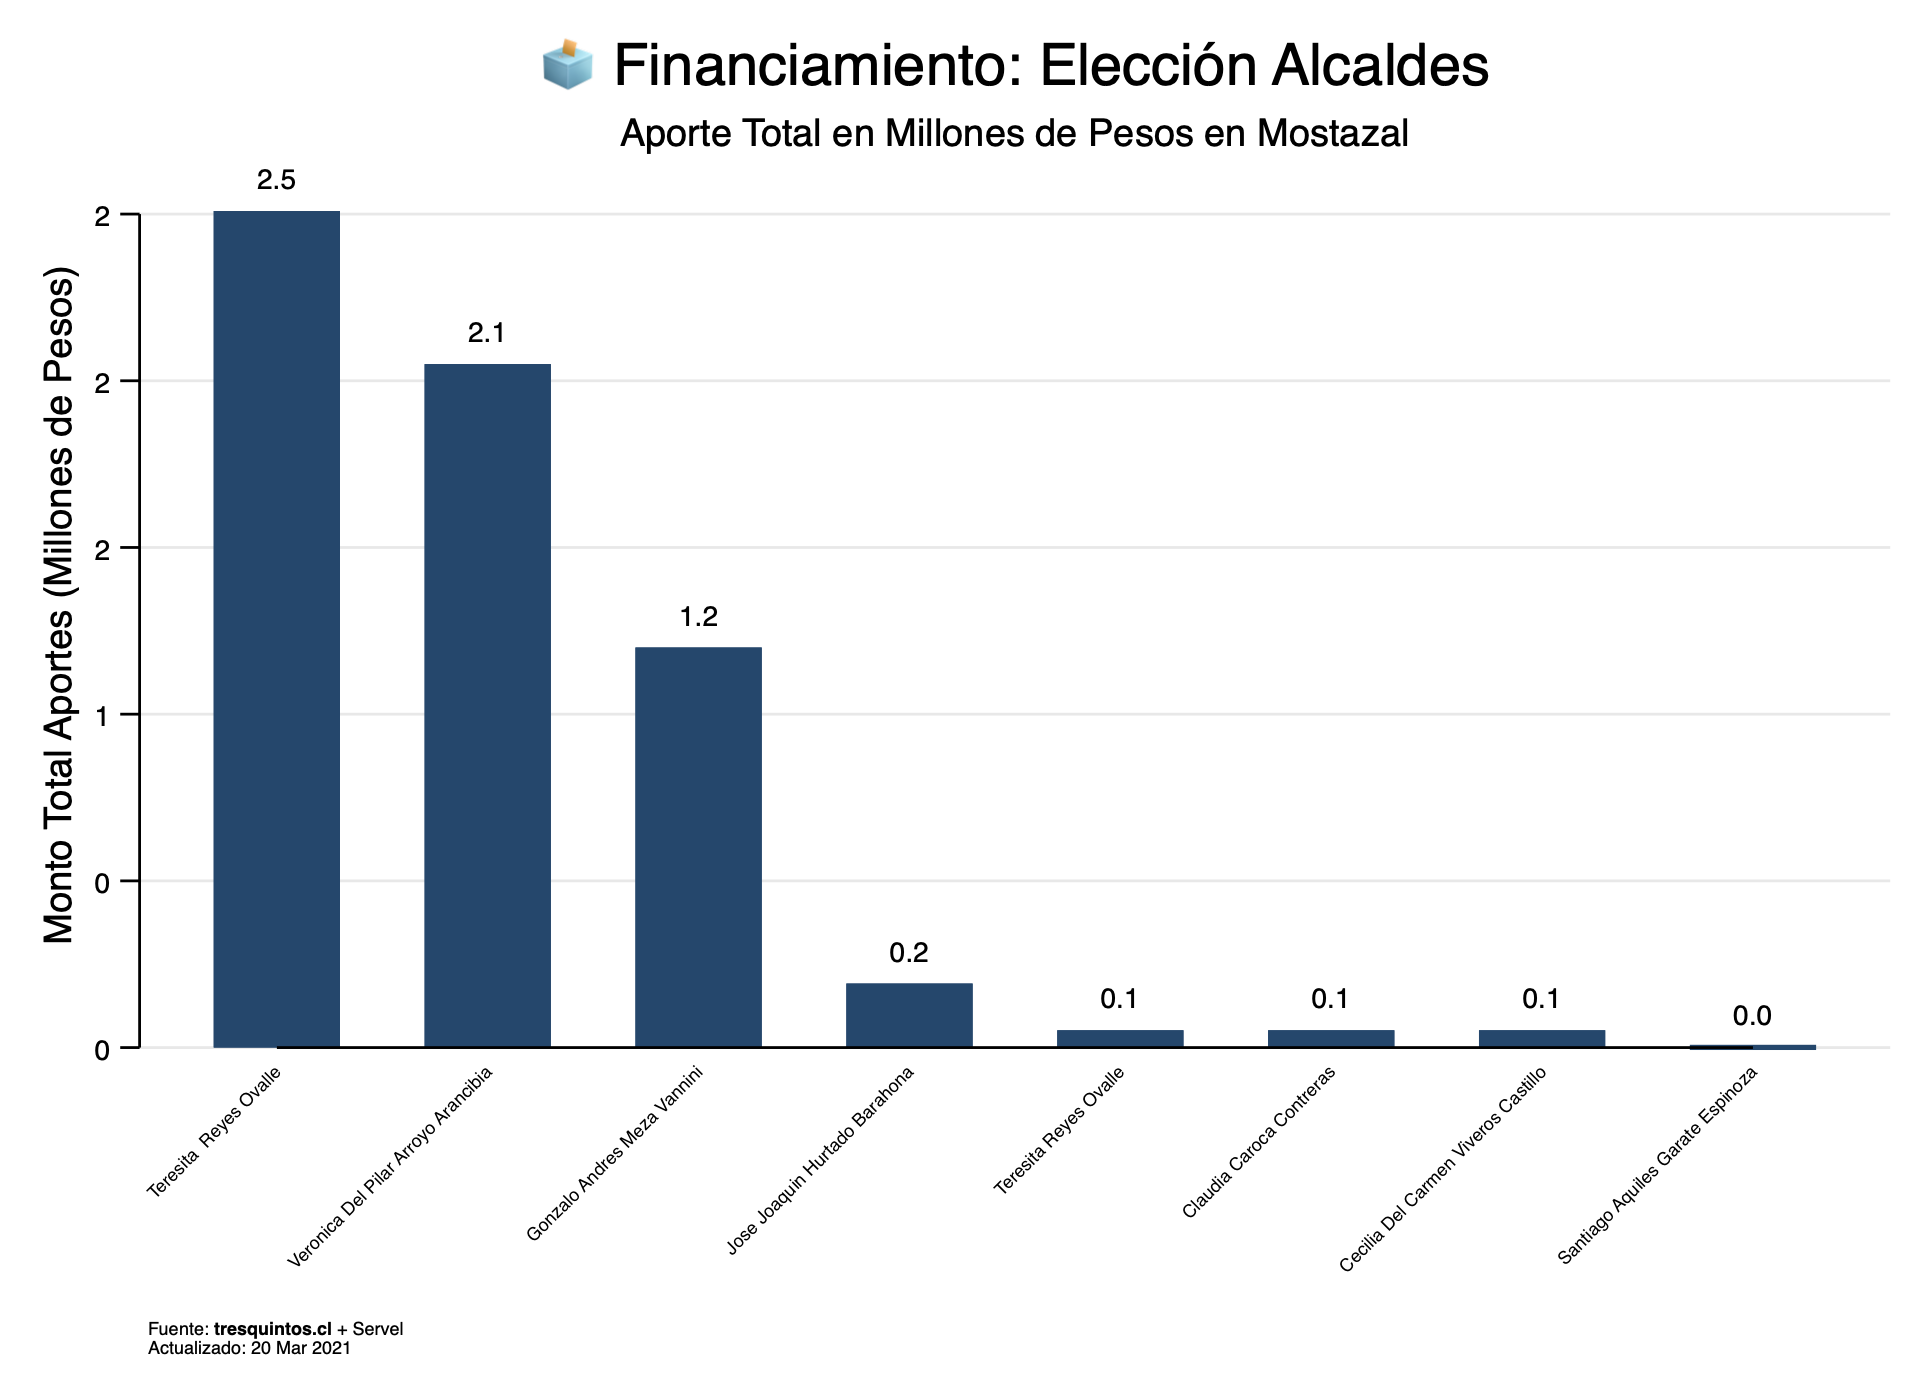 Financiamiento: Elección Alcaldes
Aporte Total en Millones de Pesos en Mostazal
Monto Total Aportes (Millones de Pesos)
2
2
2
1
0
0
2.5
2.1
1.2
0.2
0.1
0.1
0.1
0.0
Teresita  Reyes Ovalle
Veronica Del Pilar Arroyo Arancibia
Gonzalo Andres Meza Vannini
Jose Joaquin Hurtado Barahona
Teresita Reyes Ovalle
Claudia Caroca Contreras
Cecilia Del Carmen Viveros Castillo
Santiago Aquiles Garate Espinoza
Fuente: tresquintos.cl + Servel
Actualizado: 20 Mar 2021